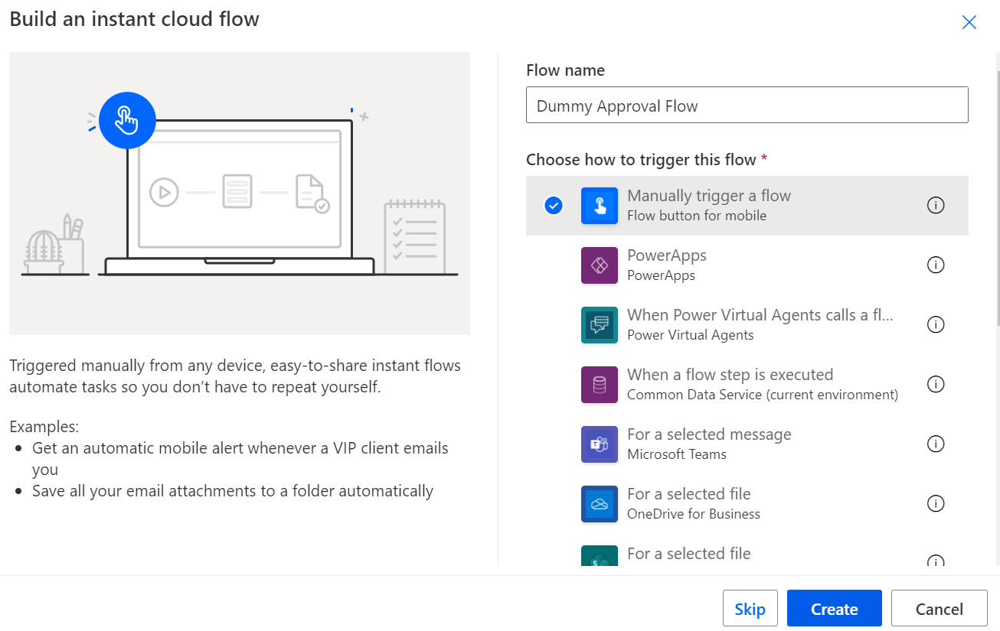 Build an instant cloud flow
Triggered manually from any device, easy-to-share instant flows
automate tasks so you don’t have to repeat yourself.
Examples:
Get an automatic mobile alert whenever a VIP client emails
you
Save all your email attachments to a folder automatically
Flow name
Dummy Approval Flow
Choose how to trigger this flow *
Manually trigger a flow
Flow button for mobile
PowerApps
PowerApps
When Power Virtual Agents calls a fl...
Power Virtual Agents
When a flow step is executed
Common Data Service (current environment)
For a selected message
Microsoft Teams
For a selected file
OneDrive for Business
For a selected file
Skip
Create
Cancel